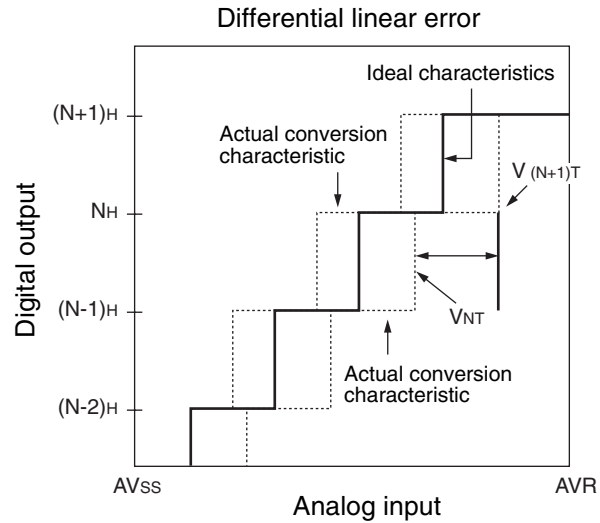 Differential linear error
Ideal characteristics
(N+1)H
Actual conversion
characteristic
V (N+1)T
NH
Digital output
(N-1)H
VNT
Actual conversion
characteristic
(N-2)H
AVSS
AVR
Analog input